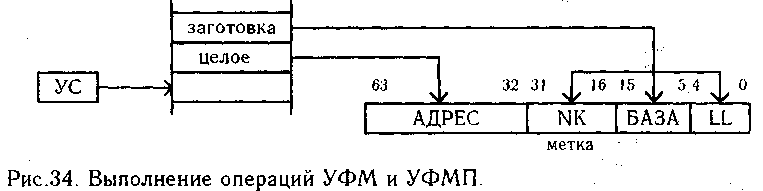 заготовка
целое
УС
63 32 31 16 15 5 4 0
АДРЕС NK БАЗА LL
метка
Рис.34. Выполнение операций УФМ и УФМП.